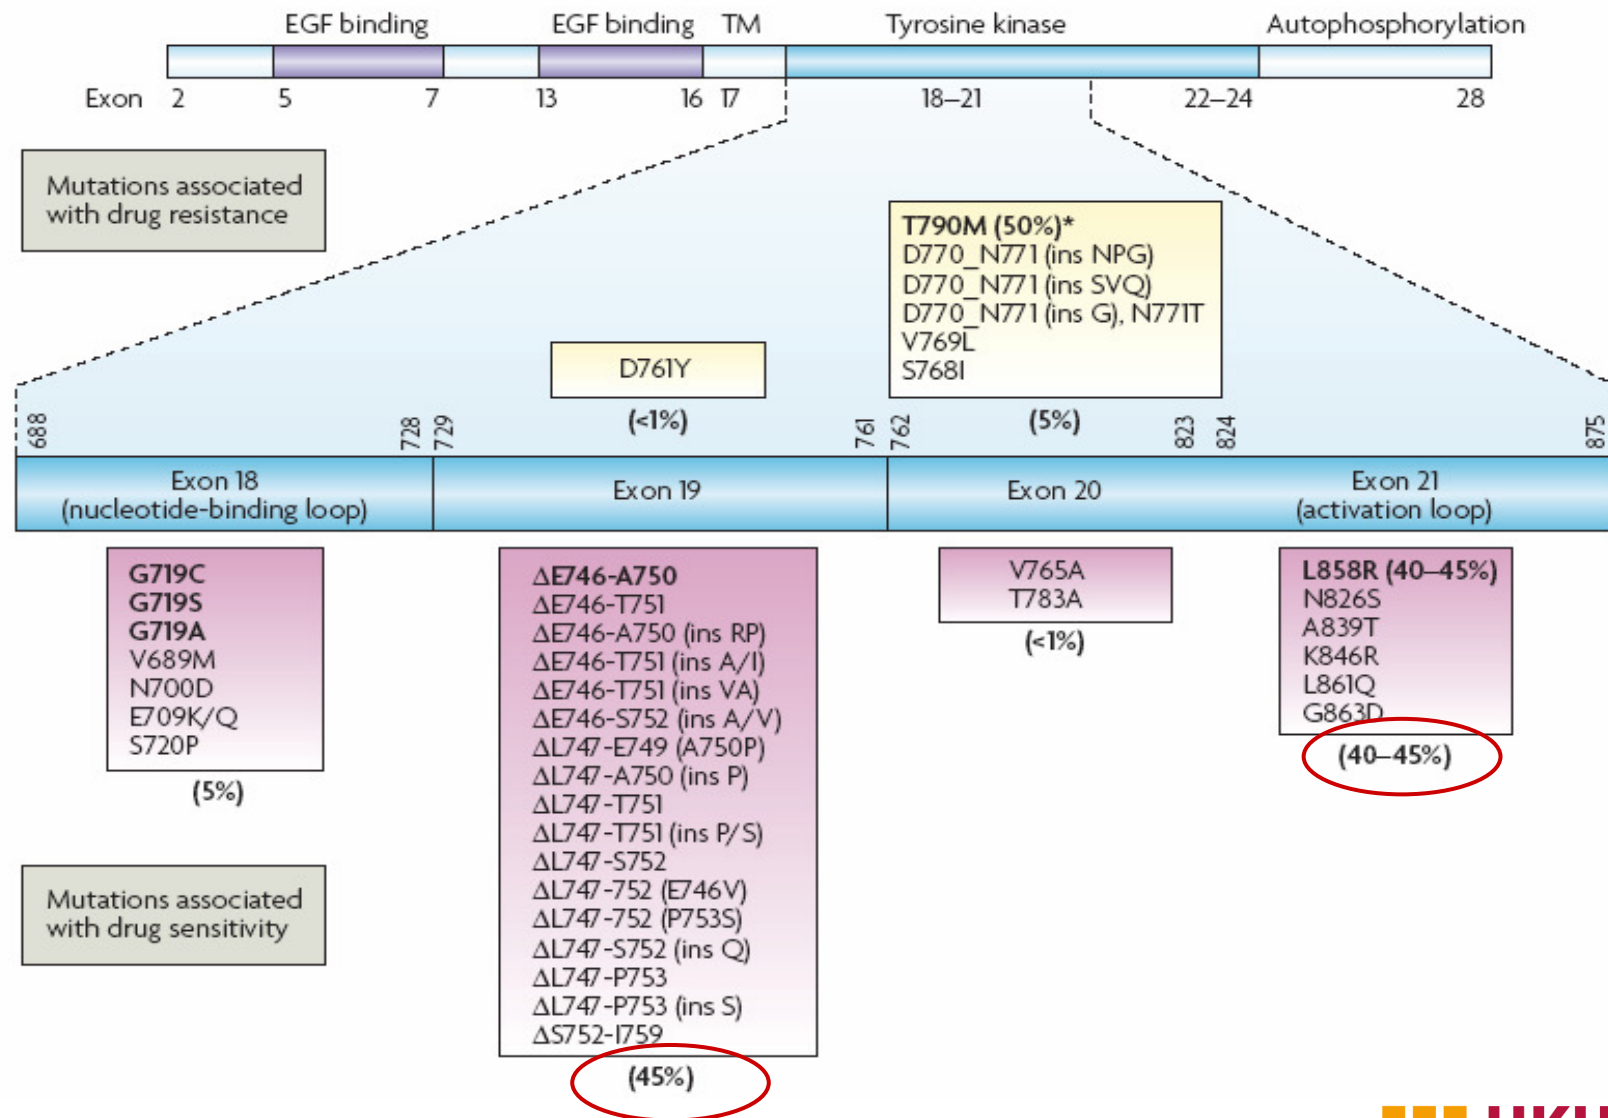 EGF binding EGF binding TM Tyrosine kinase Autophosphorylation
Exon 2 5 7 13 16 17 18–21 22–24 28
Mutations associated
with drug resistance
T790M (50%)*
D770_N771 (ins NPG)
D770_N771 (ins SVQ)
D770_N771 (ins G), N771T
V769L
S768I
D761Y
(<1%)
(5%)
688 728 729 761 762 823 824 875
Exon 18
(nucleotide-binding loop)
Exon 19
Exon 20
Exon 21
(activation loop)
G719C
G719S
G719A
V689M
N700D
E709K/Q
S720P
(5%)
ΔE746-A750
ΔE746-T751
ΔE746-A750 (ins RP)
ΔE746-T751 (ins A/I)
ΔE746-T751 (ins VA)
ΔE746-S752 (ins A/V)
ΔL747-E749 (A750P)
ΔL747-A750 (ins P)
ΔL747-T751
ΔL747-T751 (ins P/S)
ΔL747-S752
ΔL747-752 (E746V)
ΔL747-752 (P753S)
ΔL747-S752 (ins Q)
ΔL747-P753
ΔL747-P753 (ins S)
ΔS752-I759
(45%)
V765A
T783A
(<1%)
L858R (40–45%)
N826S
A839T
K846R
L861Q
G863D
(40–45%)
Mutations associated
with drug sensitivity